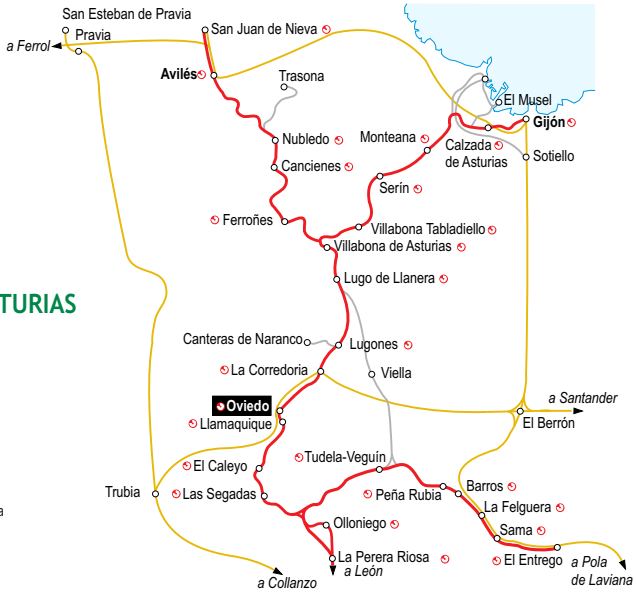 San Esteban de Pravia
Pravia
a Ferrol
San Juan de Nieva
Avilés
Trasona
El Musel
Gijón
Nubledo
Monteana
Calzada
de Asturias
Sotiello
Cancienes
Serín
Ferroñes
Villabona Tabladiello
Villabona de Asturias
Lugo de Llanera
TURIAS
Canteras de Naranco
Lugones
La Corredoria
Viella
a Santander
Oviedo
El Berrón
Llamaquique
El Caleyo
Tudela-Veguín
Trubia
Las Segadas
Peña Rubia
Barros
La Felguera
a
Olloniego
Sama
La Perera Riosa
El Entrego
a León
a Collanzo
a Pola
de Laviana